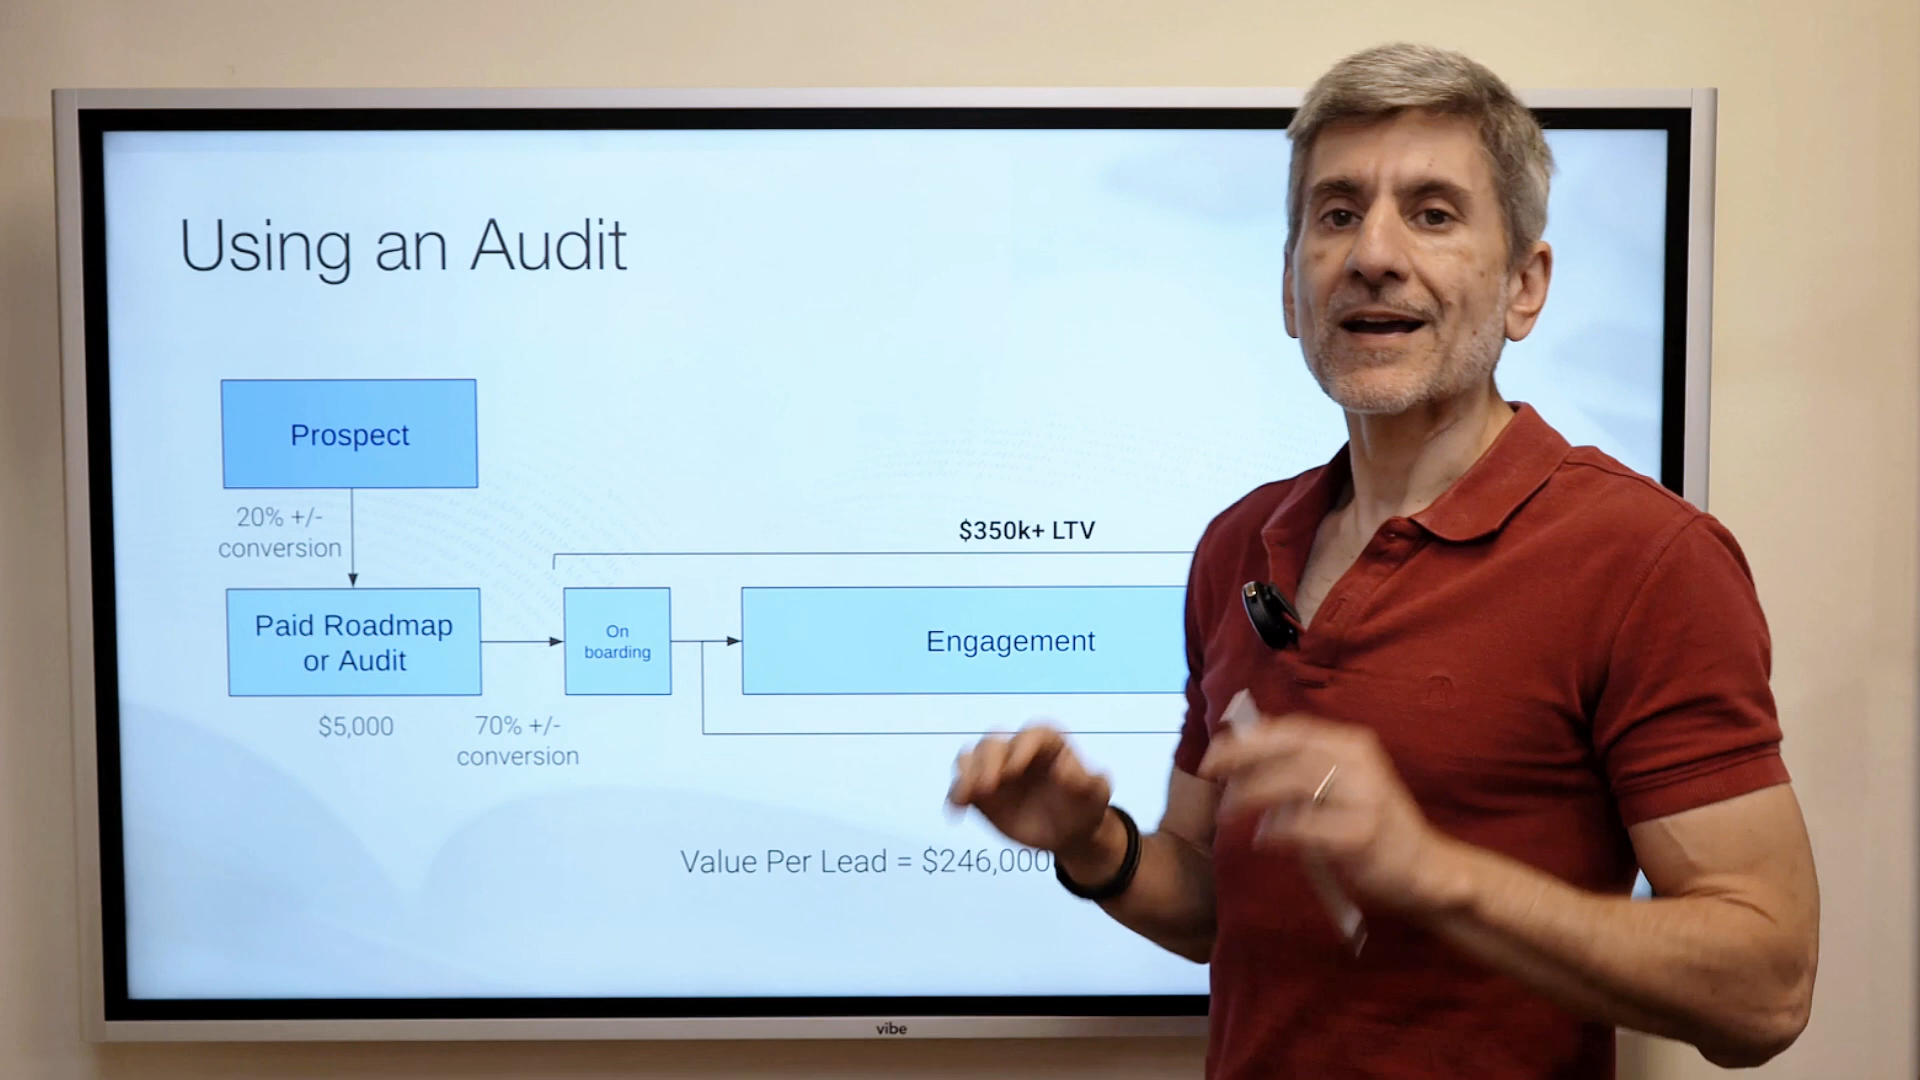 Using an Audit
Prospect
20% +/-
conversion
$350k+ LTV
Paid Roadmap
or Audit
On
boarding
Engagement
$5,000
70% +/-
conversion
Value Per Lead = $246,000
vibe